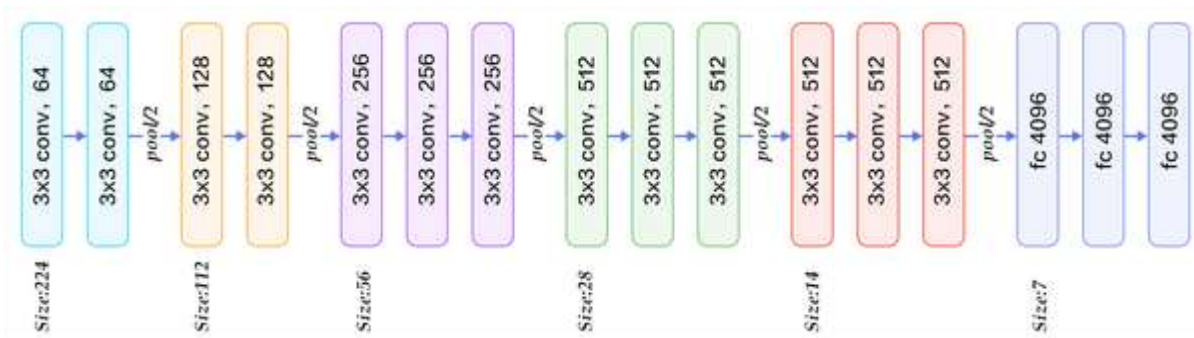 3x3 conv, 64
3x3 conv, 64
pool/2
3x3 conv, 128
3x3 conv, 128
pool/2
3x3 conv, 256
3x3 conv, 256
3x3 conv, 256
pool/2
3x3 conv, 512
3x3 conv, 512
3x3 conv, 512
pool/2
3x3 conv, 512
3x3 conv, 512
3x3 conv, 512
pool/2
fc 4096
fc 4096
fc 4096
Size:224
Size:112
Size:56
Size:28
Size:14
Size:7